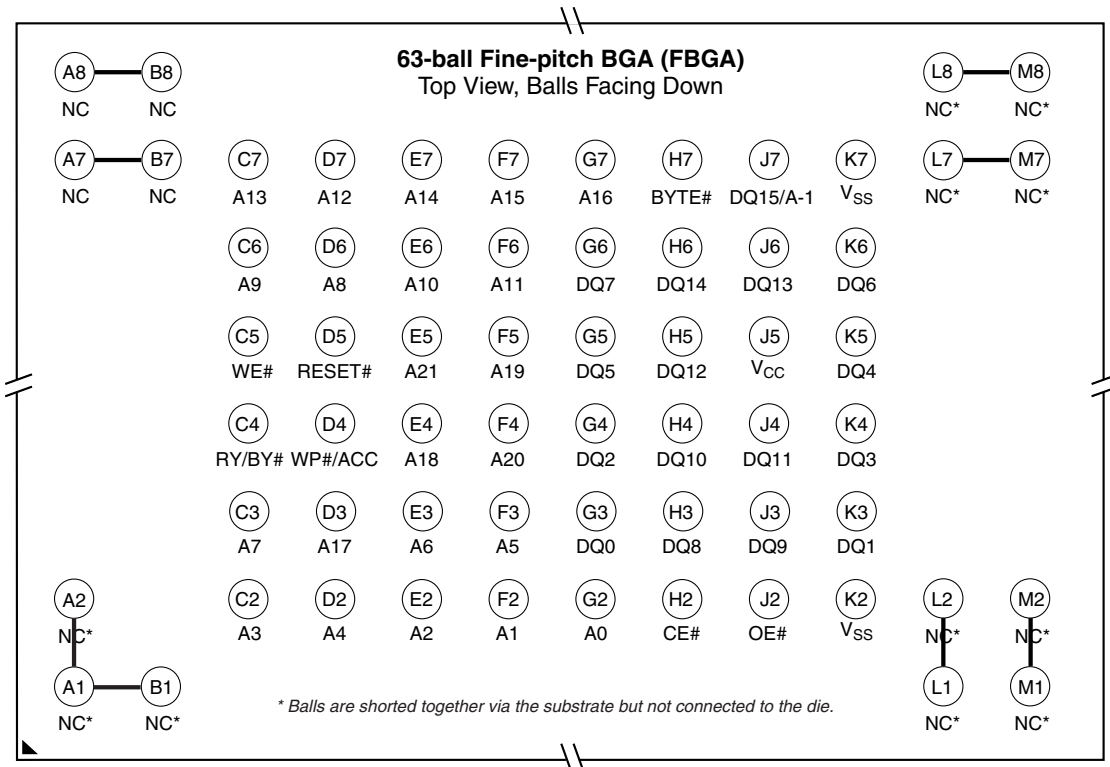 63-ball Fine-pitch BGA (FBGA)
Top View, Balls Facing Down
A8 B8 L8 M8
NC NC NC* NC*
A7 B7 C7 D7 E7 F7 G7 H7 J7 K7 L7 M7
NC NC A13 A12 A14 A15 A16 BYTE# DQ15/A-1 VSS NC* NC*
C6 D6 E6 F6 G6 H6 J6 K6
A9 A8 A10 A11 DQ7 DQ14 DQ13 DQ6
C5 D5 E5 F5 G5 H5 J5 K5
WE# RESET# A21 A19 DQ5 DQ12 VCC DQ4
C4 D4 E4 F4 G4 H4 J4 K4
RY/BY# WP#/ACC A18 A20 DQ2 DQ10 DQ11 DQ3
C3 D3 E3 F3 G3 H3 J3 K3
A7 A17 A6 A5 DQ0 DQ8 DQ9 DQ1
A2 C2 D2 E2 F2 G2 H2 J2 K2 L2 M2
NC* A3 A4 A2 A1 A0 CE# OE# VSS NC* NC*
A1 B1 L1 M1
NC* NC* NC* NC*
* Balls are shorted together via the substrate but not connected to the die.